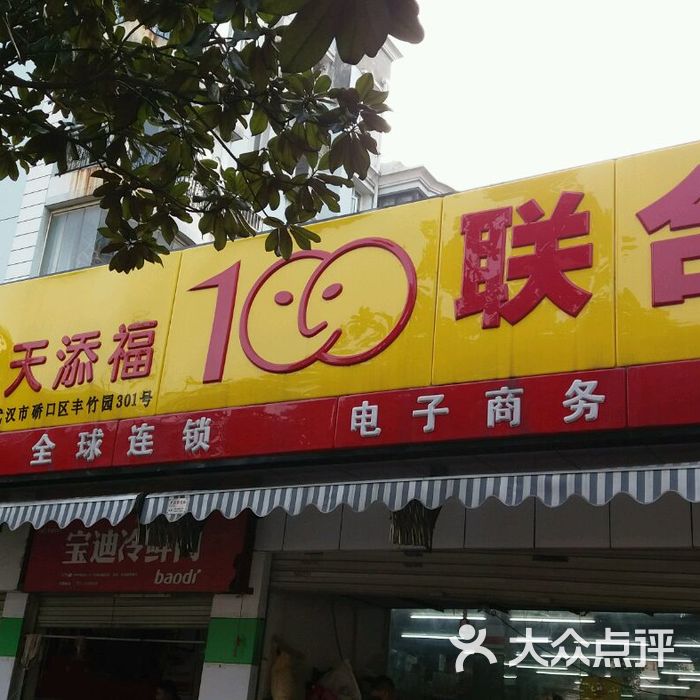 天添福
100
联合
武汉市硚口区丰竹园301号
全球连锁 电子商务
宝迪冷鲜肉
baodi
大众点评